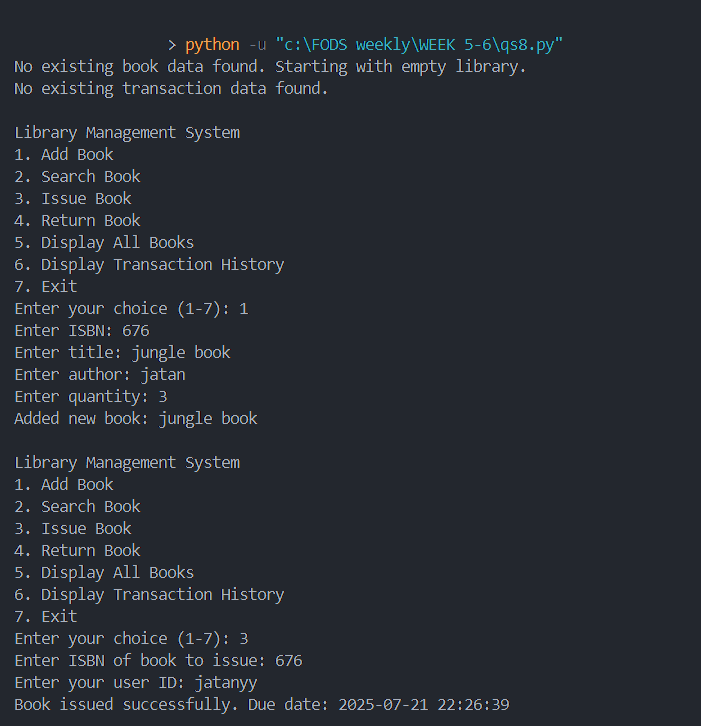 > python -u "c:\FODS weekly\WEEK 5-6\qs8.py"
No existing book data found. Starting with empty library.
No existing transaction data found.
Library Management System
1. Add Book
2. Search Book
3. Issue Book
4. Return Book
5. Display All Books
6. Display Transaction History
7. Exit
Enter your choice (1-7): 1
Enter ISBN: 676
Enter title: jungle book
Enter author: jatan
Enter quantity: 3
Added new book: jungle book
Library Management System
1. Add Book
2. Search Book
3. Issue Book
4. Return Book
5. Display All Books
6. Display Transaction History
7. Exit
Enter your choice (1-7): 3
Enter ISBN of book to issue: 676
Enter your user ID: jatanyy
Book issued successfully. Due date: 2025-07-21 22:26:39